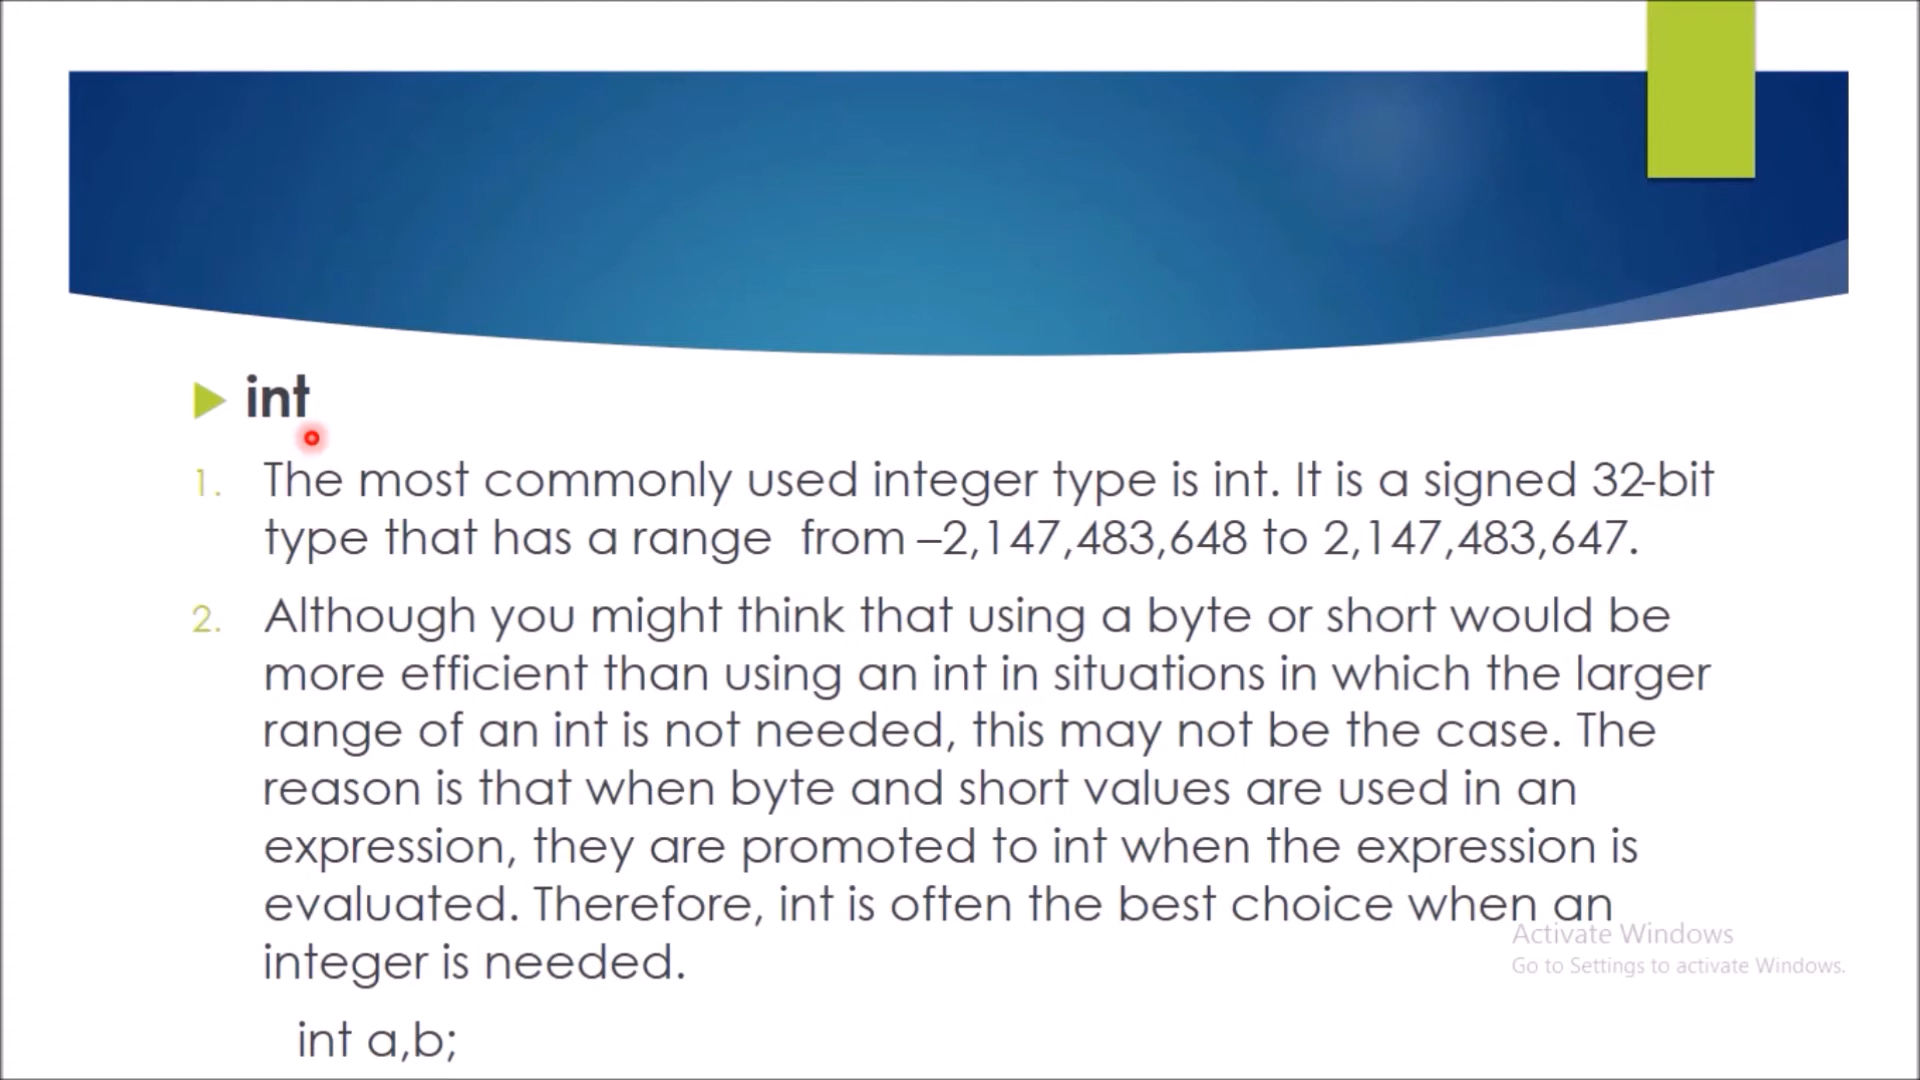 int
1. The most commonly used integer type is int. It is a signed 32-bit
type that has a range from –2,147,483,648 to 2,147,483,647.
2. Although you might think that using a byte or short would be
more efficient than using an int in situations in which the larger
range of an int is not needed, this may not be the case. The
reason is that when byte and short values are used in an
expression, they are promoted to int when the expression is
evaluated. Therefore, int is often the best choice when an
integer is needed.
int a,b;
Activate Windows
Go to Settings to activate Windows.